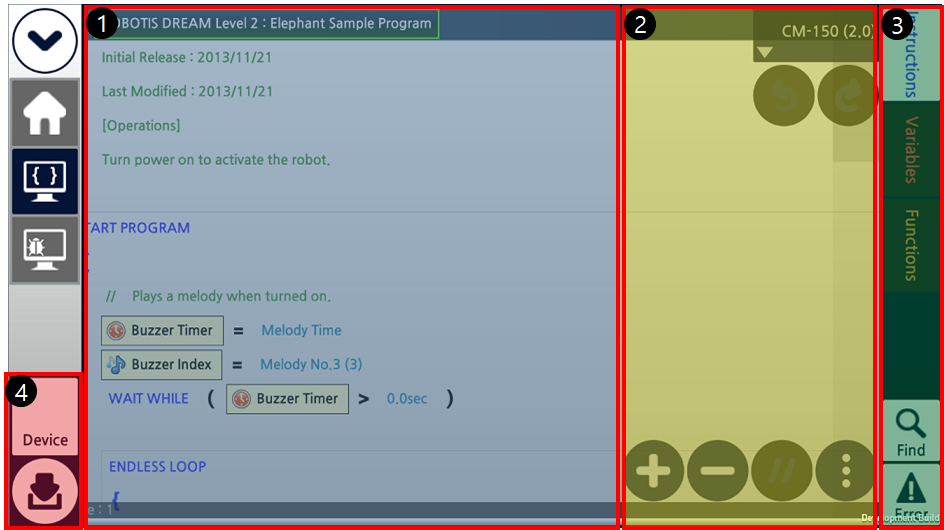 1
OBOTIS DREAM Level 2 : Elephant Sample Program
Initial Release : 2013/11/21
Last Modified : 2013/11/21
[Operations]
Turn power on to activate the robot.
TART PROGRAM
{
// Plays a melody when turned on.
Buzzer Timer = Melody Time
Buzzer Index = Melody No.3 (3)
WAIT WHILE ( Buzzer Timer > 0.0sec )
ENDLESS LOOP
{
e : 1
2
CM-150 (2.0)
//
3
Instructions
Variables
Functions
Find
Error
Development Build
4
Device